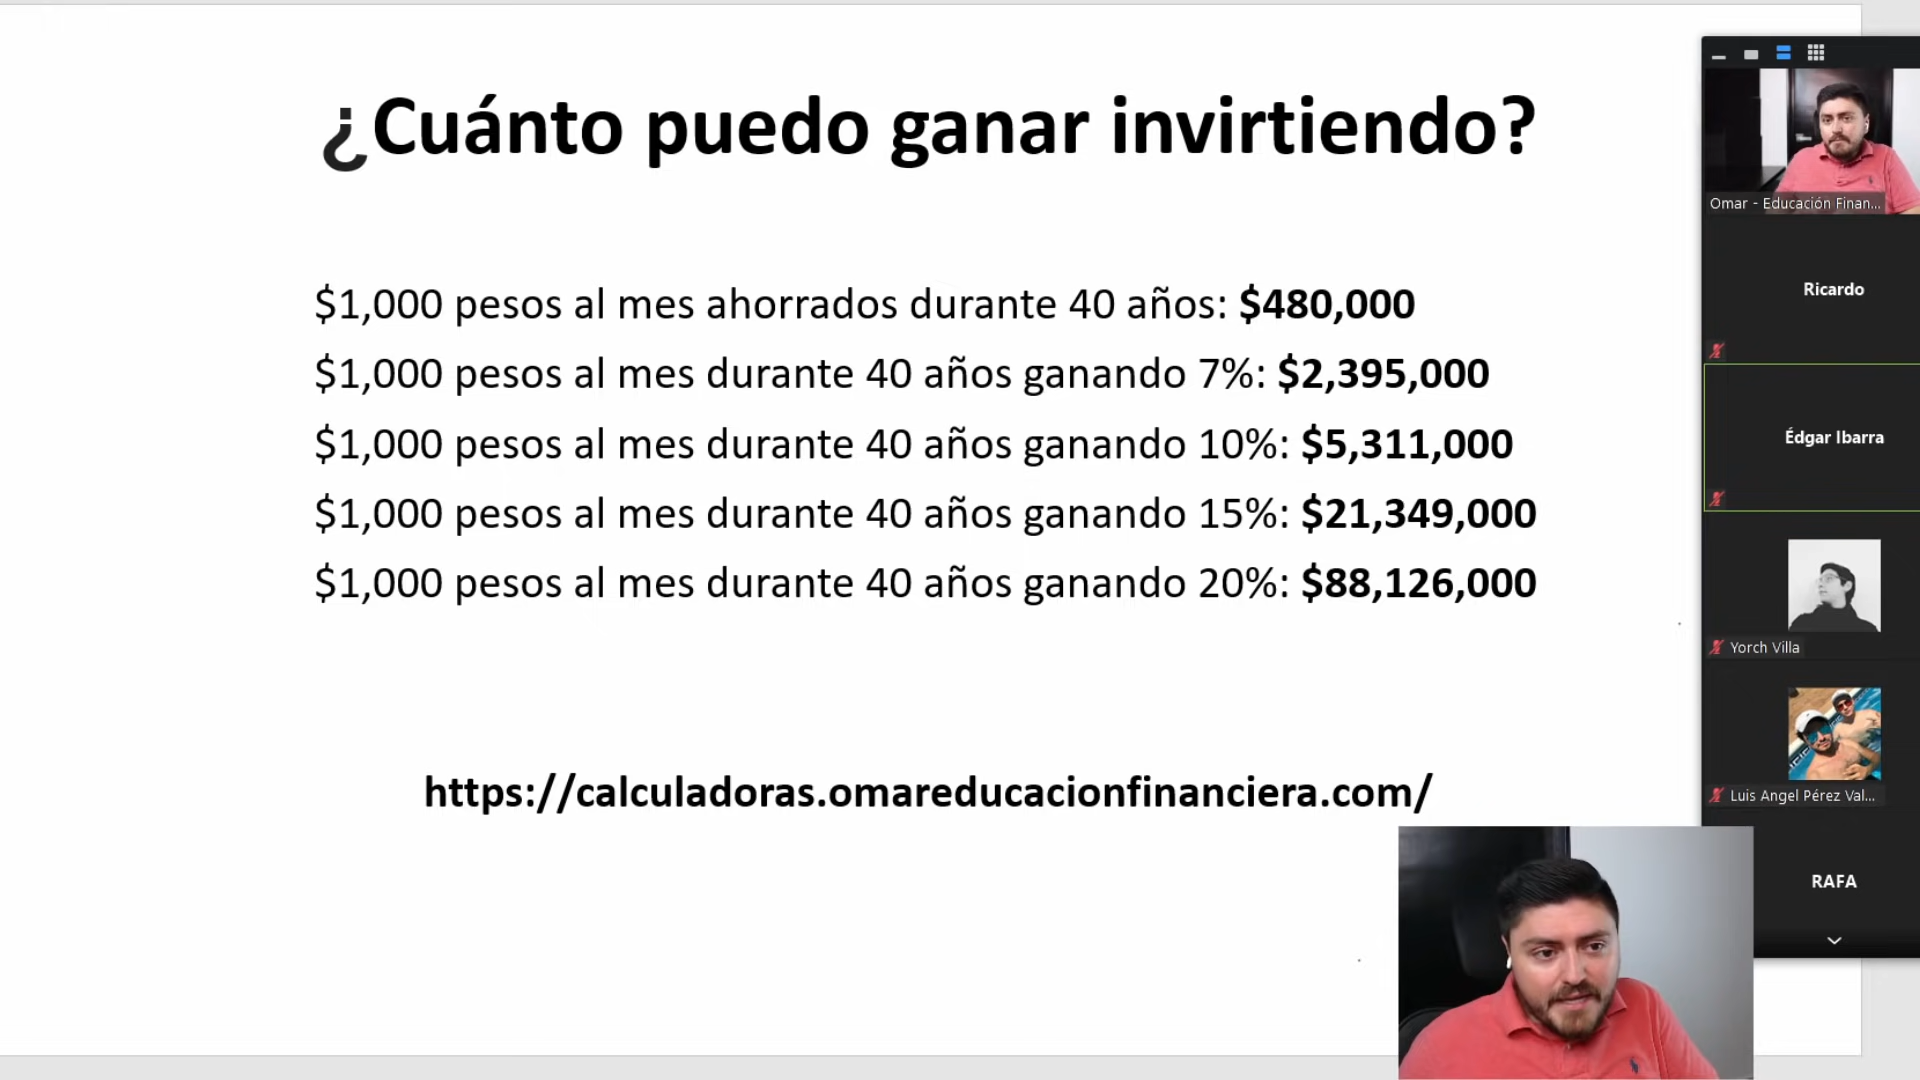 ¿Cuánto puedo ganar invirtiendo?
$1,000 pesos al mes ahorrados durante 40 años: $480,000
$1,000 pesos al mes durante 40 años ganando 7%: $2,395,000
$1,000 pesos al mes durante 40 años ganando 10%: $5,311,000
$1,000 pesos al mes durante 40 años ganando 15%: $21,349,000
$1,000 pesos al mes durante 40 años ganando 20%: $88,126,000
https://calculadoras.omareducacionfinanciera.com/
Omar - Educación Finan...
Ricardo
Édgar Ibarra
Yorch Villa
Luis Angel Pérez Val...
RAFA